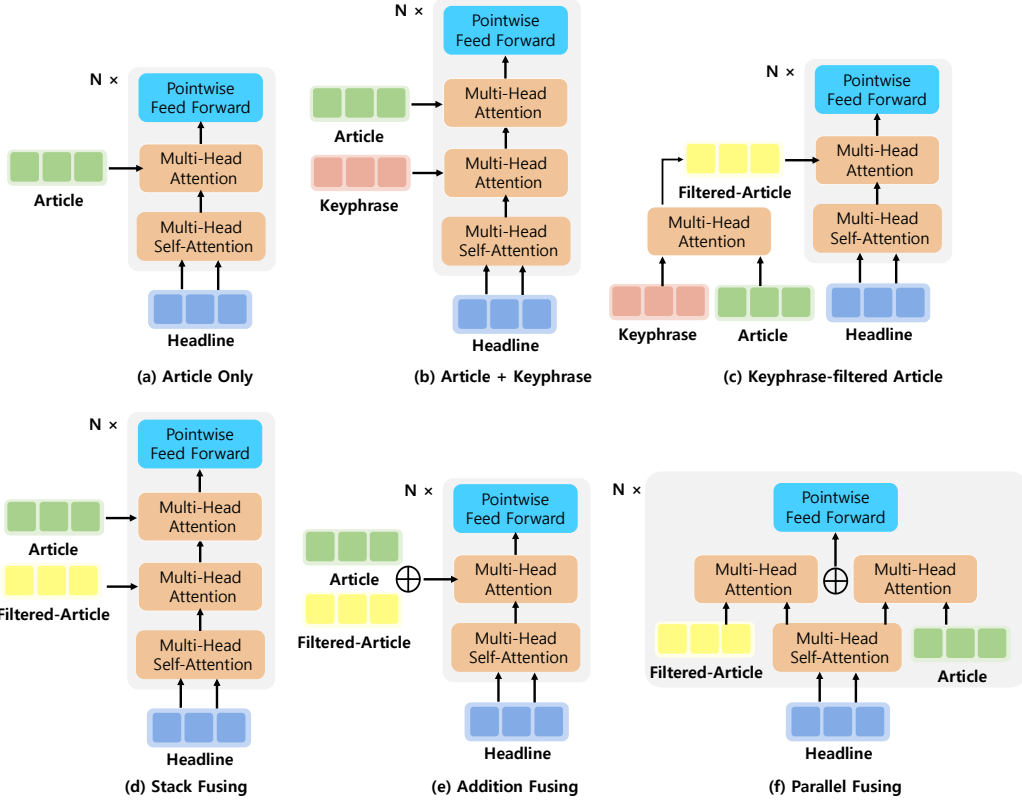 N ×
Pointwise
Feed Forward
Multi-Head
Attention
Article
Multi-Head
Self-Attention
Headline
(a) Article Only
N ×
Pointwise
Feed Forward
Multi-Head
Attention
Article
Multi-Head
Attention
Keyphrase
Multi-Head
Self-Attention
Headline
(b) Article + Keyphrase
N ×
Pointwise
Feed Forward
Multi-Head
Attention
Filtered-Article
Multi-Head
Attention
Multi-Head
Self-Attention
Keyphrase
Article
Headline
(c) Keyphrase-filtered Article
N ×
Pointwise
Feed Forward
Multi-Head
Attention
Article
Multi-Head
Attention
Filtered-Article
Multi-Head
Self-Attention
Headline
(d) Stack Fusing
N ×
Pointwise
Feed Forward
Article
Multi-Head
Attention
Filtered-Article
Multi-Head
Self-Attention
Headline
(e) Addition Fusing
N ×
Pointwise
Feed Forward
Multi-Head
Attention
Multi-Head
Attention
Filtered-Article
Multi-Head
Self-Attention
Article
Headline
(f) Parallel Fusing